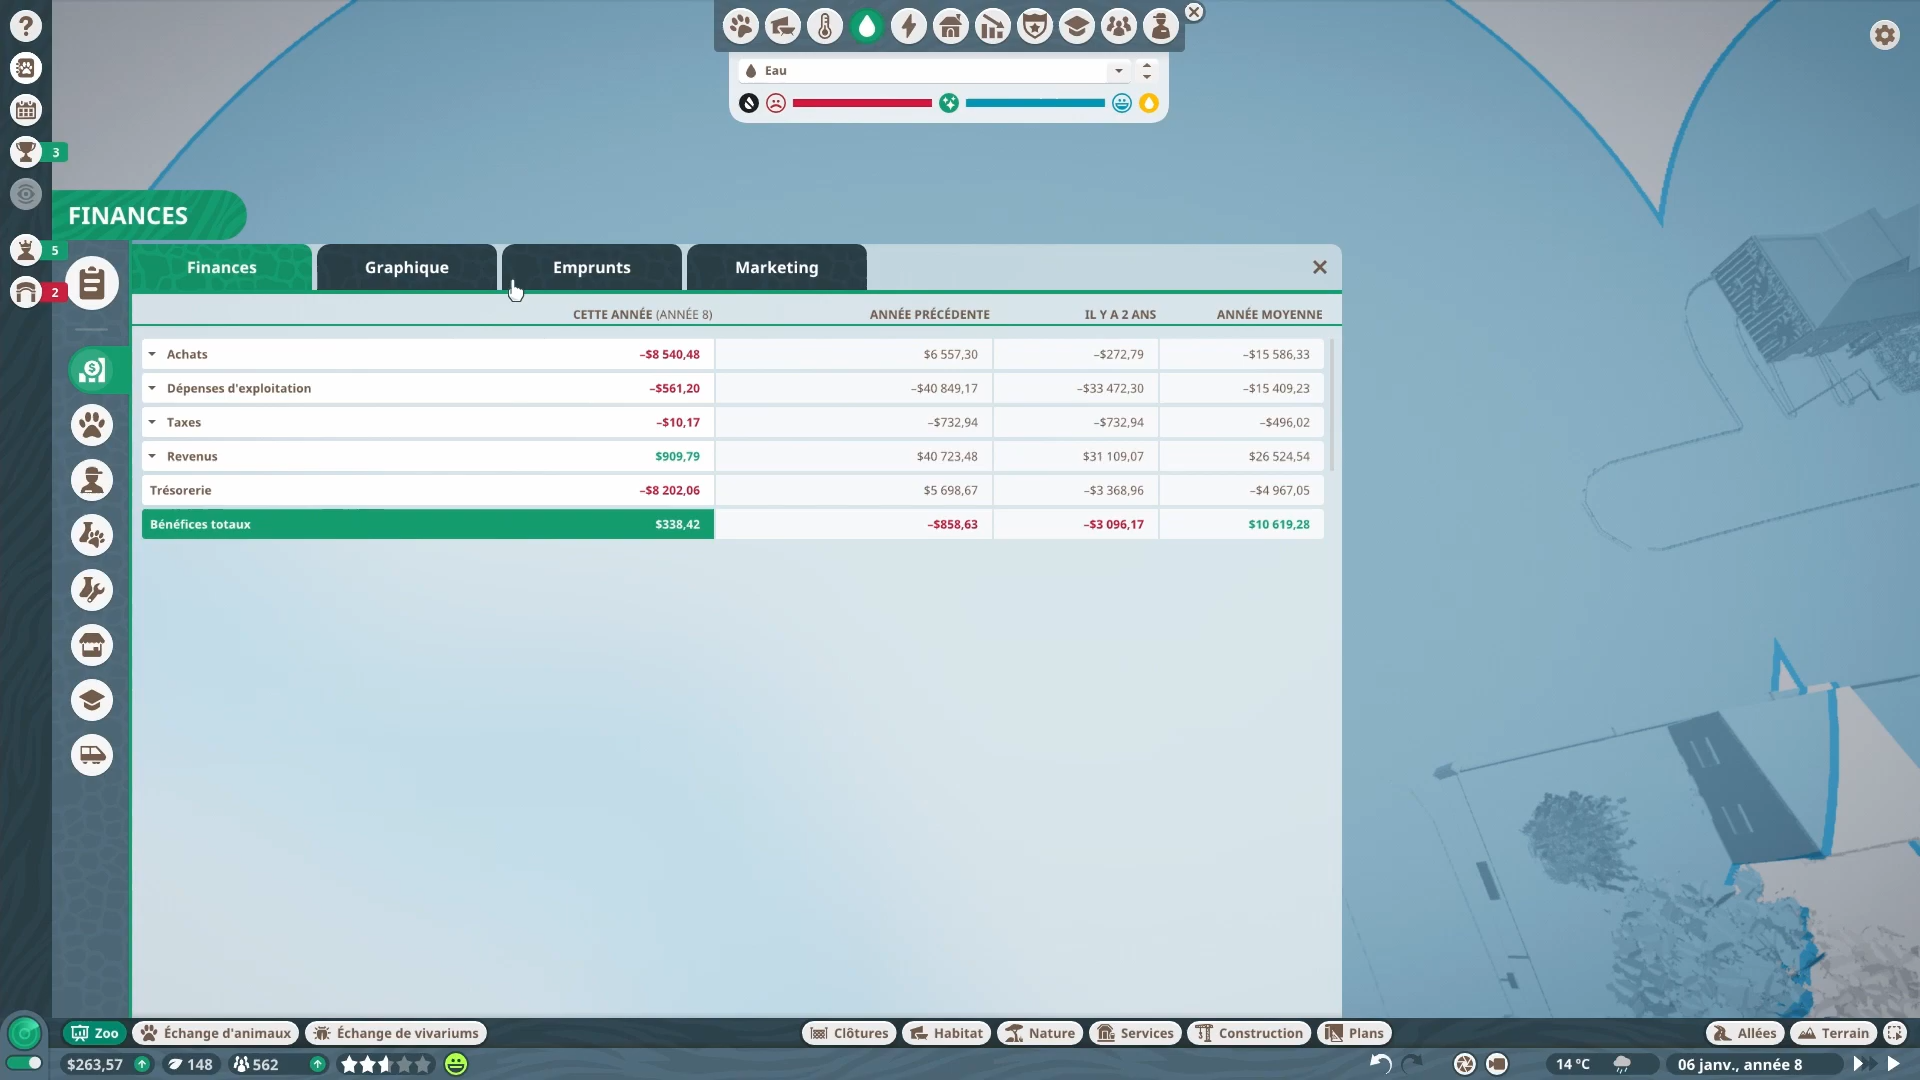 Eau
3
FINANCES
5
2
Finances
Graphique
Emprunts
Marketing
CETTE ANNÉE (ANNÉE 8)
ANNÉE PRÉCÉDENTE
IL Y A 2 ANS
ANNÉE MOYENNE
Achats –$8 540,48 $6 557,30 –$272,79 –$15 586,33
Dépenses d'exploitation –$561,20 –$40 849,17 –$33 472,30 –$15 409,23
Taxes –$10,17 –$732,94 –$732,94 –$496,02
Revenus $909,79 $40 723,48 $31 109,07 $26 524,54
Trésorerie –$8 202,06 $5 698,67 –$3 368,96 –$4 967,05
Bénéfices totaux $338,42 –$858,63 –$3 096,17 $10 619,28
Zoo
Échange d'animaux
Échange de vivariums
Clôtures
Habitat
Nature
Services
Construction
Plans
Allées
Terrain
$263,57
148
562
14 °C
06 janv., année 8